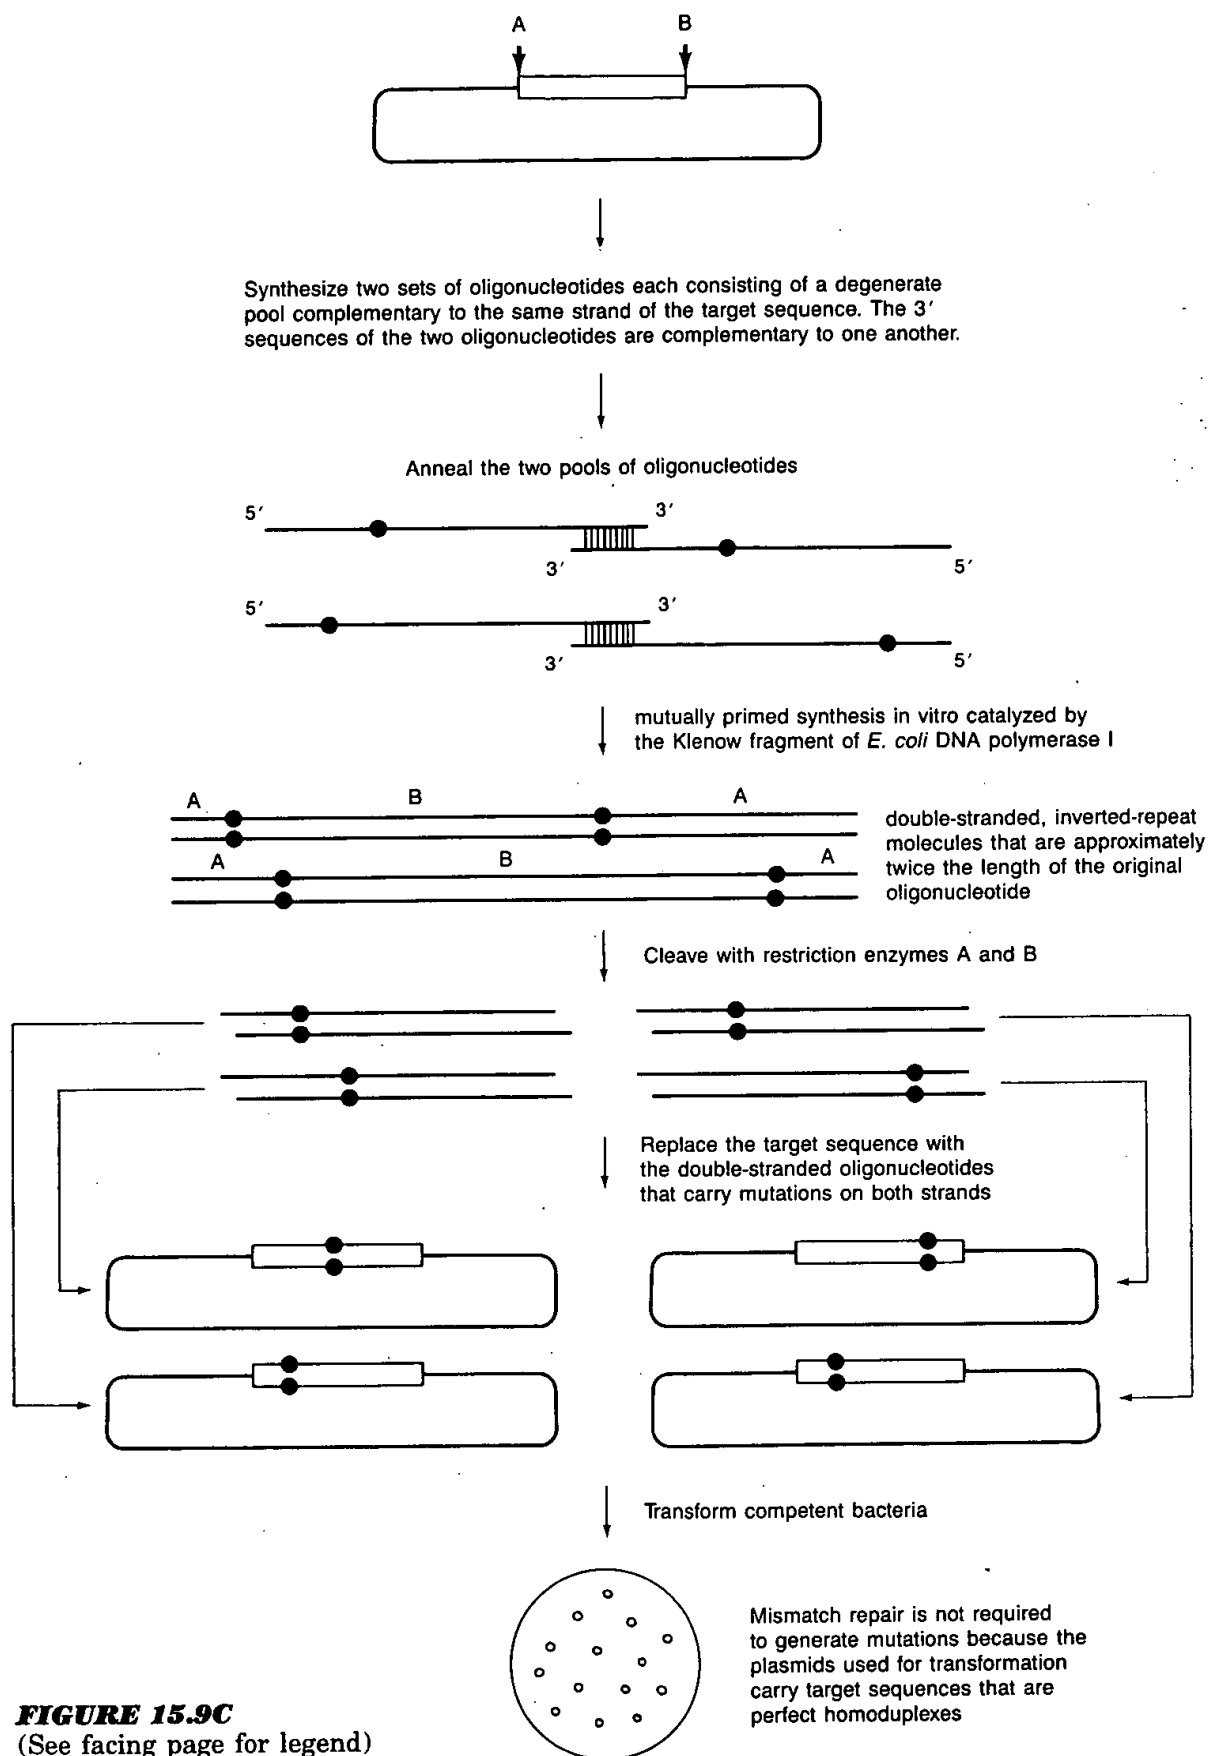 A B
Synthesize two sets of oligonucleotides each consisting of a degenerate
pool complementary to the same strand of the target sequence. The 3′
sequences of the two oligonucleotides are complementary to one another.
Anneal the two pools of oligonucleotides
5′ 3′
3′ 5′
5′ 3′
3′ 5′
mutually primed synthesis in vitro catalyzed by
the Klenow fragment of E. coli DNA polymerase I
A B A
A B A
double-stranded, inverted-repeat
molecules that are approximately
twice the length of the original
oligonucleotide
Cleave with restriction enzymes A and B
Replace the target sequence with
the double-stranded oligonucleotides
that carry mutations on both strands
Transform competent bacteria
Mismatch repair is not required
to generate mutations because the
plasmids used for transformation
carry target sequences that are
perfect homoduplexes
FIGURE 15.9C
(See facing page for legend)